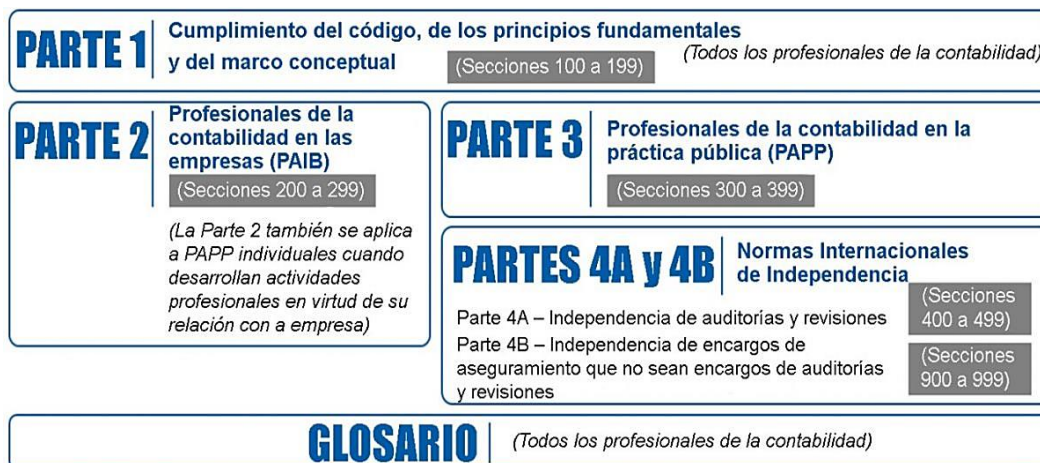 PARTE 1
Cumplimiento del código, de los principios fundamentales
y del marco conceptual
(Secciones 100 a 199)
(Todos los profesionales de la contabilidad)
PARTE 2
Profesionales de la
contabilidad en las
empresas (PAIB)
(Secciones 200 a 299)
(La Parte 2 también se aplica
a PAPP individuales cuando
desarrollan actividades
profesionales en virtud de su
relación con a empresa)
PARTE 3
Profesionales de la contabilidad en la
práctica pública (PAPP)
(Secciones 300 a 399)
PARTES 4A y 4B
Normas Internacionales
de Independencia
Parte 4A – Independencia de auditorías y revisiones
(Secciones
400 a 499)
Parte 4B – Independencia de encargos de
aseguramiento que no sean encargos de auditorías
y revisiones
(Secciones
900 a 999)
GLOSARIO
(Todos los profesionales de la contabilidad)